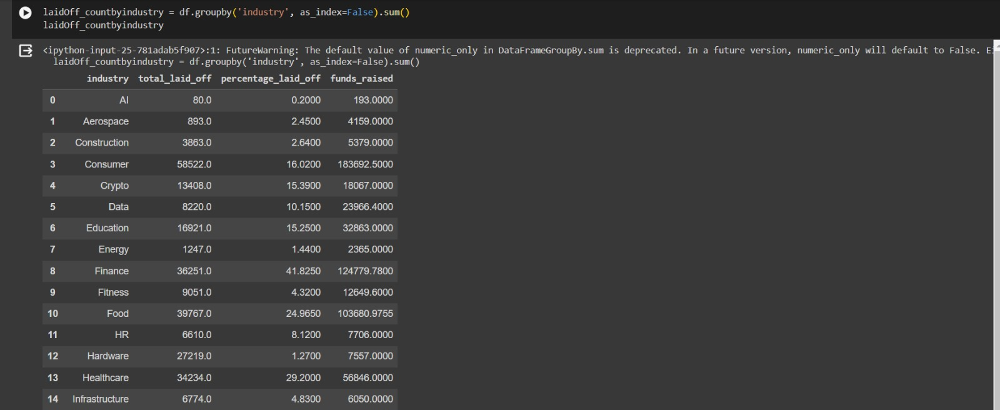 laidOff_countbyindustry = df.groupby('industry', as_index=False).sum()
laidOff_countbyindustry
<ipython-input-25-781adab5f907>:1: FutureWarning: The default value of numeric_only in DataFrameGroupBy.sum is deprecated. In a future version, numeric_only will default to False.
laidOff_countbyindustry = df.groupby('industry', as_index=False).sum()
industry total_laid_off percentage_laid_off funds_raised
0 AI 80.0 0.2000 193.0000
1 Aerospace 893.0 2.4500 4159.0000
2 Construction 3863.0 2.6400 5379.0000
3 Consumer 58522.0 16.0200 183692.5000
4 Crypto 13408.0 15.3900 18067.0000
5 Data 8220.0 10.1500 23966.4000
6 Education 16921.0 15.2500 32863.0000
7 Energy 1247.0 1.4400 2365.0000
8 Finance 36251.0 41.8250 124779.7800
9 Fitness 9051.0 4.3200 12649.6000
10 Food 39767.0 24.9650 103680.9755
11 HR 6610.0 8.1200 7706.0000
12 Hardware 27219.0 1.2700 7557.0000
13 Healthcare 34234.0 29.2000 56846.0000
14 Infrastructure 6774.0 4.8300 6050.0000